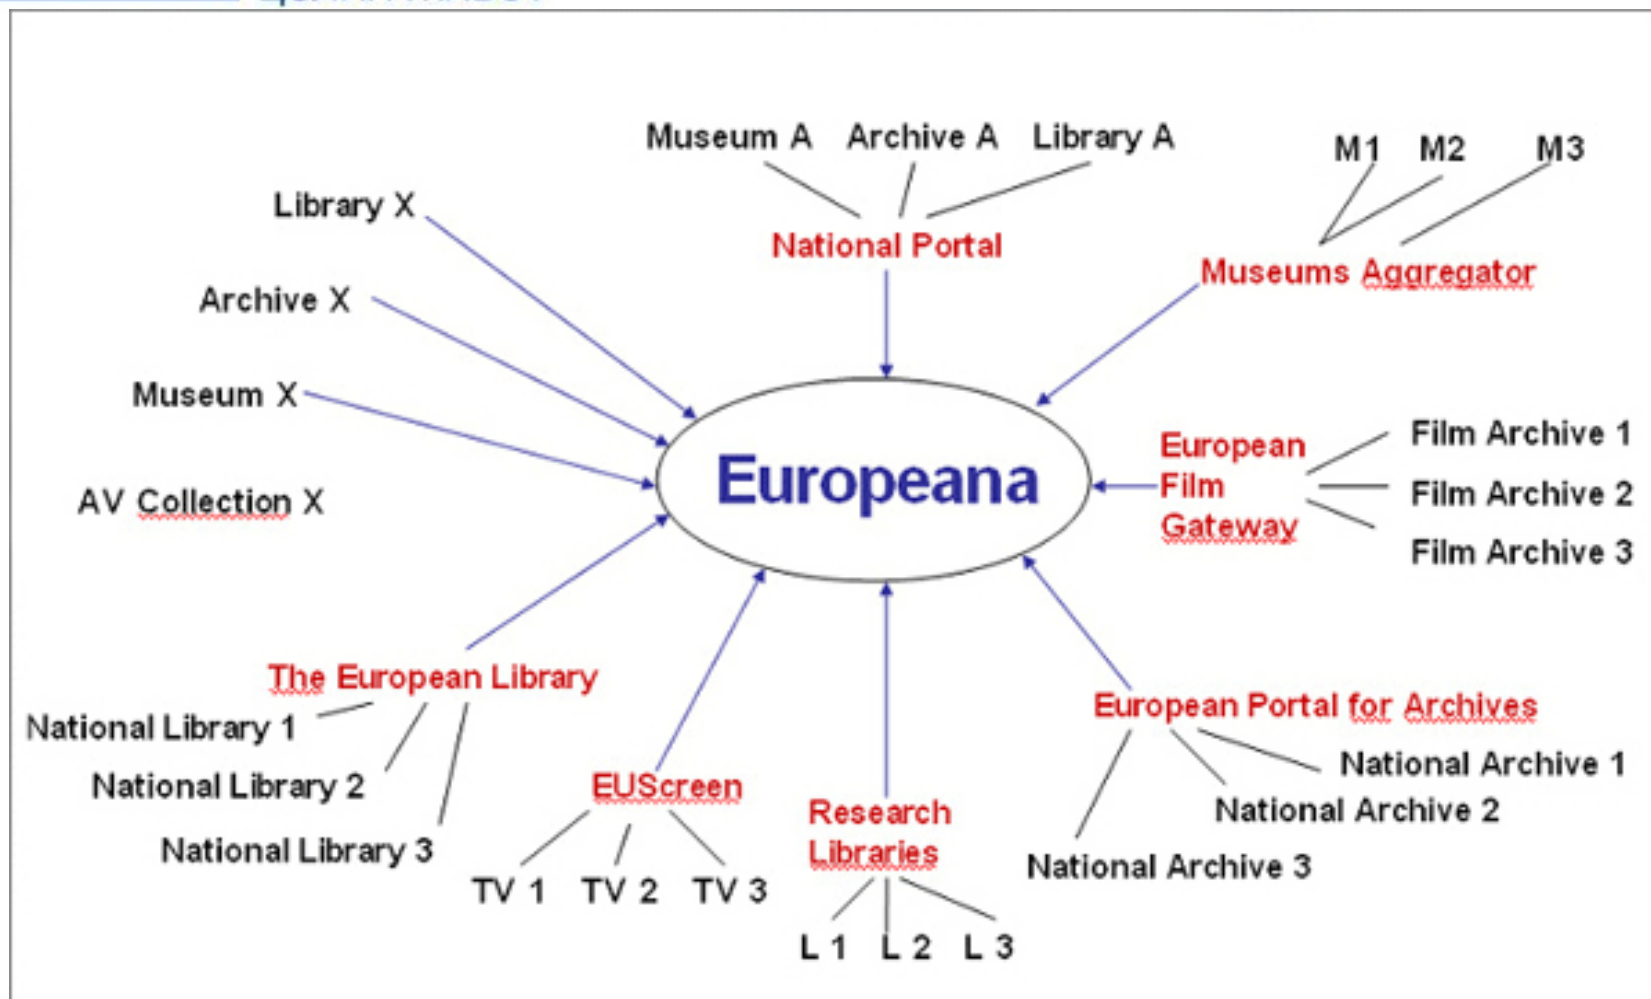 Museum A Archive A Library A
M1 M2 M3
Library X
National Portal
Museums Aggregator
Archive X
Museum X
AV Collection X
Europeana
European
Film
Gateway
Film Archive 1
Film Archive 2
Film Archive 3
The European Library
National Library 1
National Library 2
National Library 3
EUScreen
TV 1 TV 2 TV 3
Research
Libraries
L 1 L 2 L 3
European Portal for Archives
National Archive 1
National Archive 2
National Archive 3